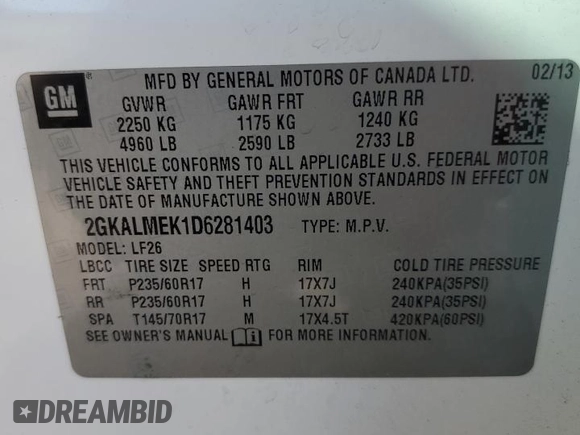 GM
MFD BY GENERAL MOTORS OF CANADA LTD. 02/13
GVWR GAWR FRT GAWR RR
2250 KG 1175 KG 1240 KG
4960 LB 2590 LB 2733 LB
THIS VEHICLE CONFORMS TO ALL APPLICABLE U.S. FEDERAL MOTOR
VEHICLE SAFETY AND THEFT PREVENTION STANDARDS IN EFFECT ON
THE DATE OF MANUFACTURE SHOWN ABOVE.
2GKALMEK1D6281403 TYPE: M.P.V.
MODEL: LF26
LBCC TIRE SIZE SPEED RTG RIM COLD TIRE PRESSURE
FRT P235/60R17 H 17X7J 240KPA(35PSI)
RR P235/60R17 H 17X7J 240KPA(35PSI)
SPA T145/70R17 M 17X4.5T 420KPA(60PSI)
SEE OWNER'S MANUAL FOR MORE INFORMATION.
DREAMBID